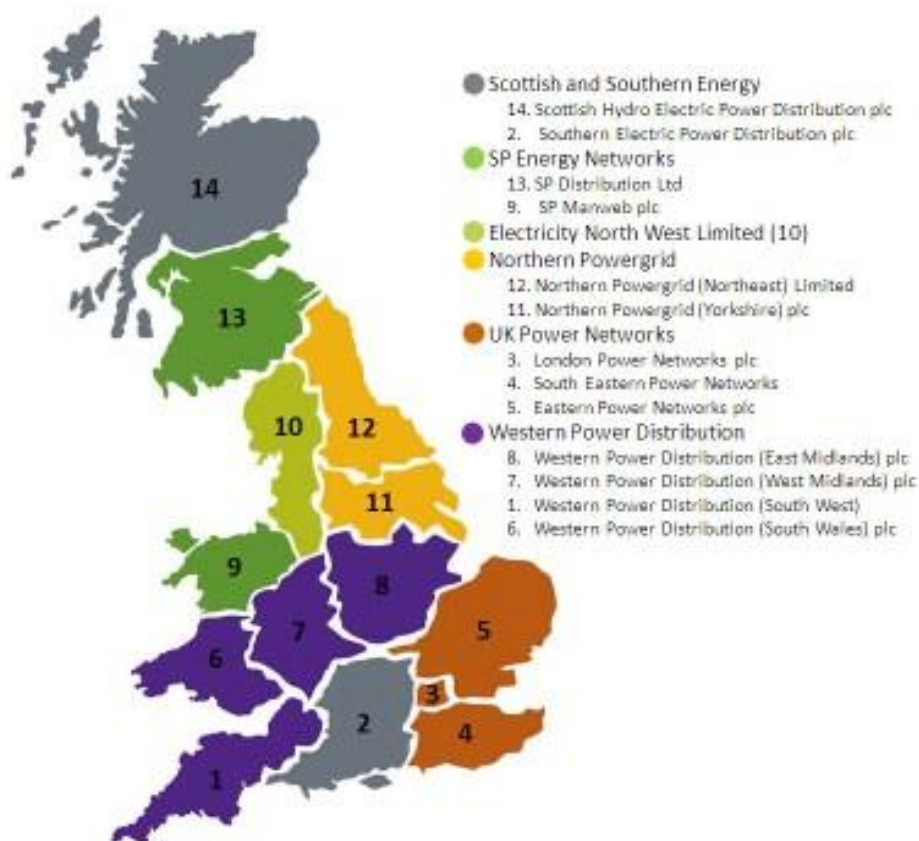 Scottish and Southern Energy
14. Scottish Hydro Electric Power Distribution plc
2. Southern Electric Power Distribution plc
SP Energy Networks
13. SP Distribution Ltd
9. SP Manweb plc
Electricity North West Limited (10)
Northern Powergrid
12. Northern Powergrid (Northeast) Limited
11. Northern Powergrid (Yorkshire) plc
UK Power Networks
3. London Power Networks plc
4. South Eastern Power Networks
5. Eastern Power Networks plc
Western Power Distribution
8. Western Power Distribution (East Midlands) plc
7. Western Power Distribution (West Midlands) plc
1. Western Power Distribution (South West)
6. Western Power Distribution (South Wales) plc
14
13
10
12
11
9
8
7
6
5
3
2
4
1